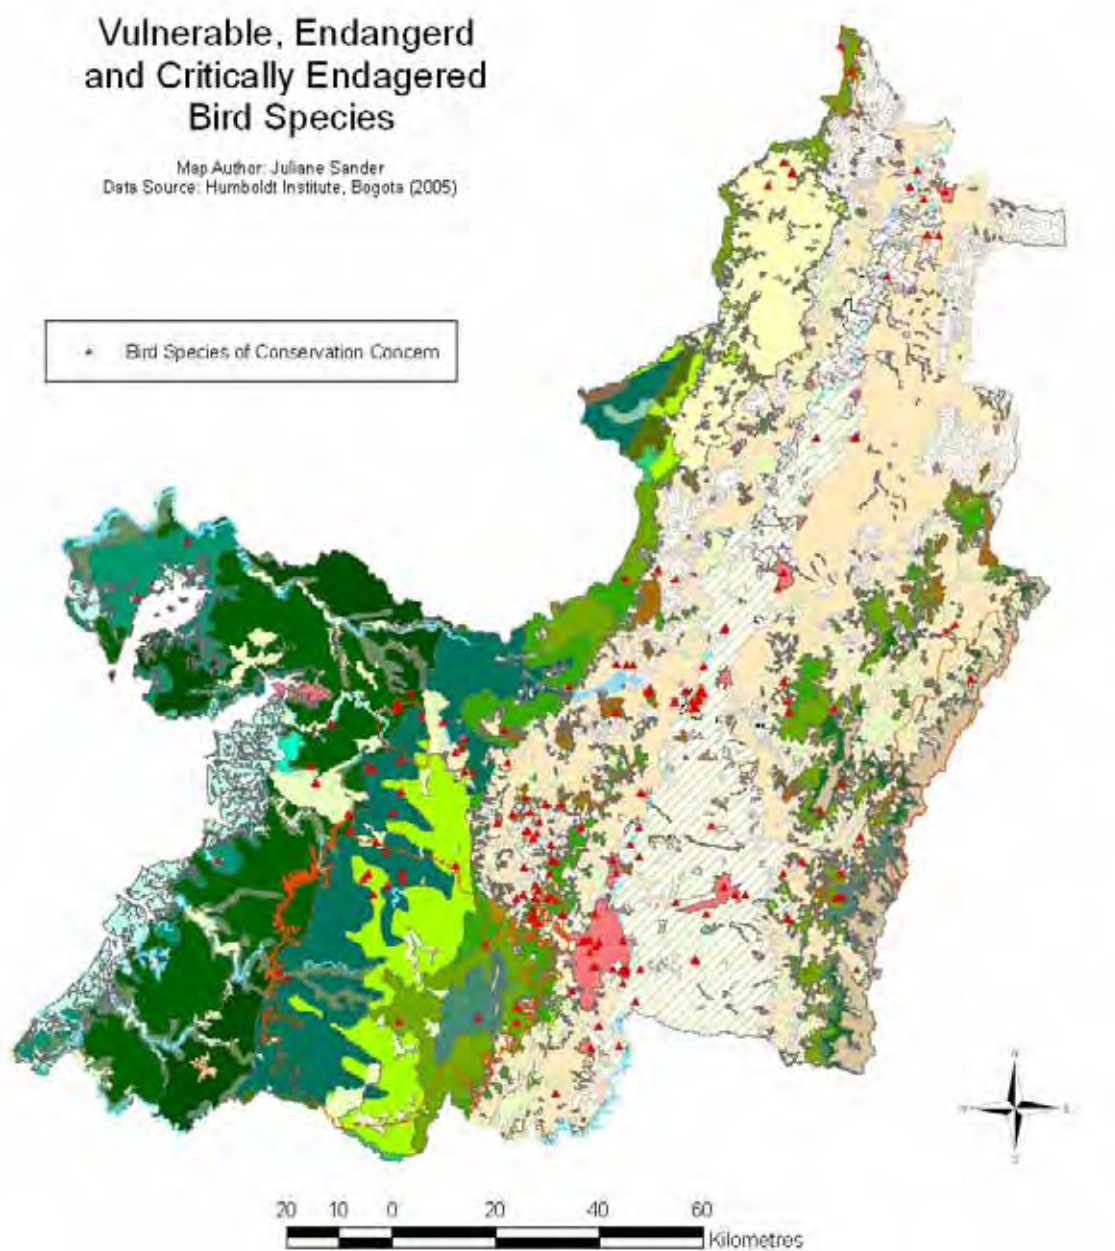 Vulnerable, Endangerd
and Critically Endagered
Bird Species
Map Author: Juliane Sander
Data Source: Humboldt Institute, Bogota (2005)
Bird Species of Conservation Concern
20 10 0 20 40 60
Kilometres